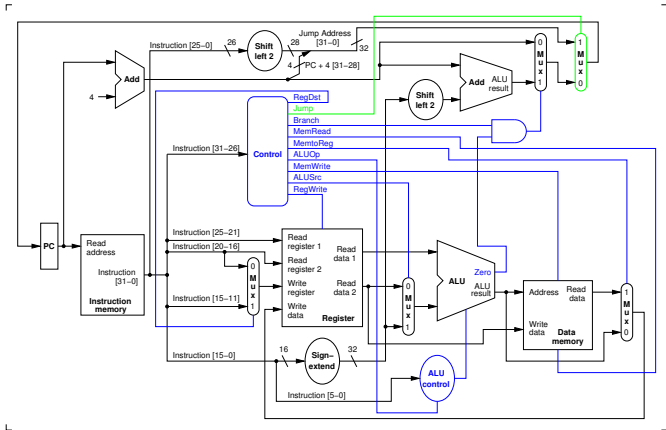 Jump Address
[31−0]
Instruction [25−0]
26
Shift
left 2
28
32
4
PC + 4 [31−28]
Add
4
Add
ALU
result
0
M
u
x
1
1
M
u
x
0
RegDst
Jump
Branch
MemRead
MemtoReg
ALUOp
MemWrite
ALUSrc
RegWrite
Control
Shift
left 2
Instruction [31−26]
PC
Read
address
Instruction
[31−0]
Instruction
memory
Instruction [25−21]
Instruction [20−16]
Instruction [15−11]
0
M
u
x
1
Read
register 1
Read
register 2
Write
register
Write
data
Read
data 1
Read
data 2
Register
0
M
u
x
1
ALU
Zero
ALU
result
Address
Read
data
Write
data
Data
memory
1
M
u
x
0
Instruction [15−0]
16
Sign−
extend
32
ALU
control
Instruction [5−0]